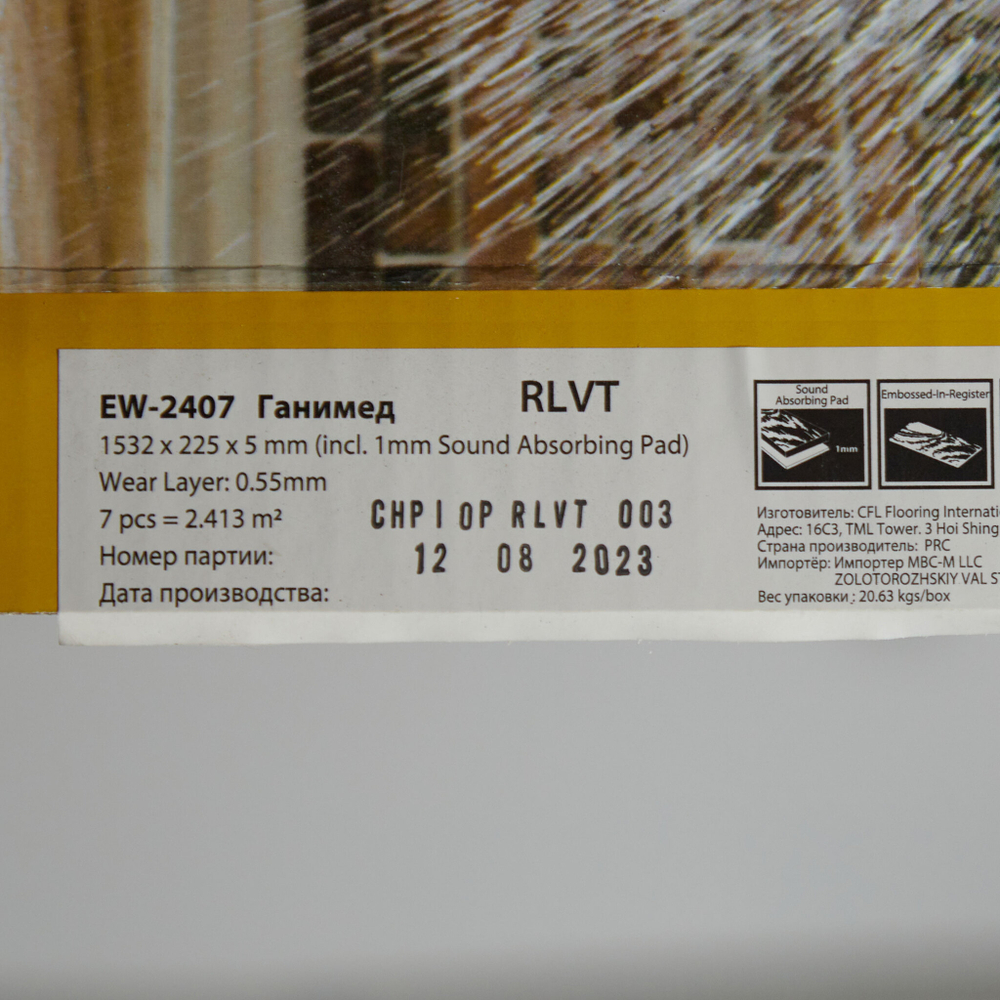 EW-2407 Ганимед RLVT
1532 x 225 x 5 mm (incl. 1mm Sound Absorbing Pad)
Wear Layer: 0.55mm
7 pcs = 2.413 m²
CHPIOP RLVT 003
Номер партии:
12 08 2023
Дата производства:
Sound
Absorbing Pad
1mm
Embossed-In-Register
Изготовитель: CFL Flooring
Адрес: 16C3, TML Tower. 3 Hoi Shing
Страна производитель: PRC
Импортёр: Импортер MBC-M LLC
ZOLOTOROZHSKIY VAL
Вес упаковки : 20.63 kgs/box